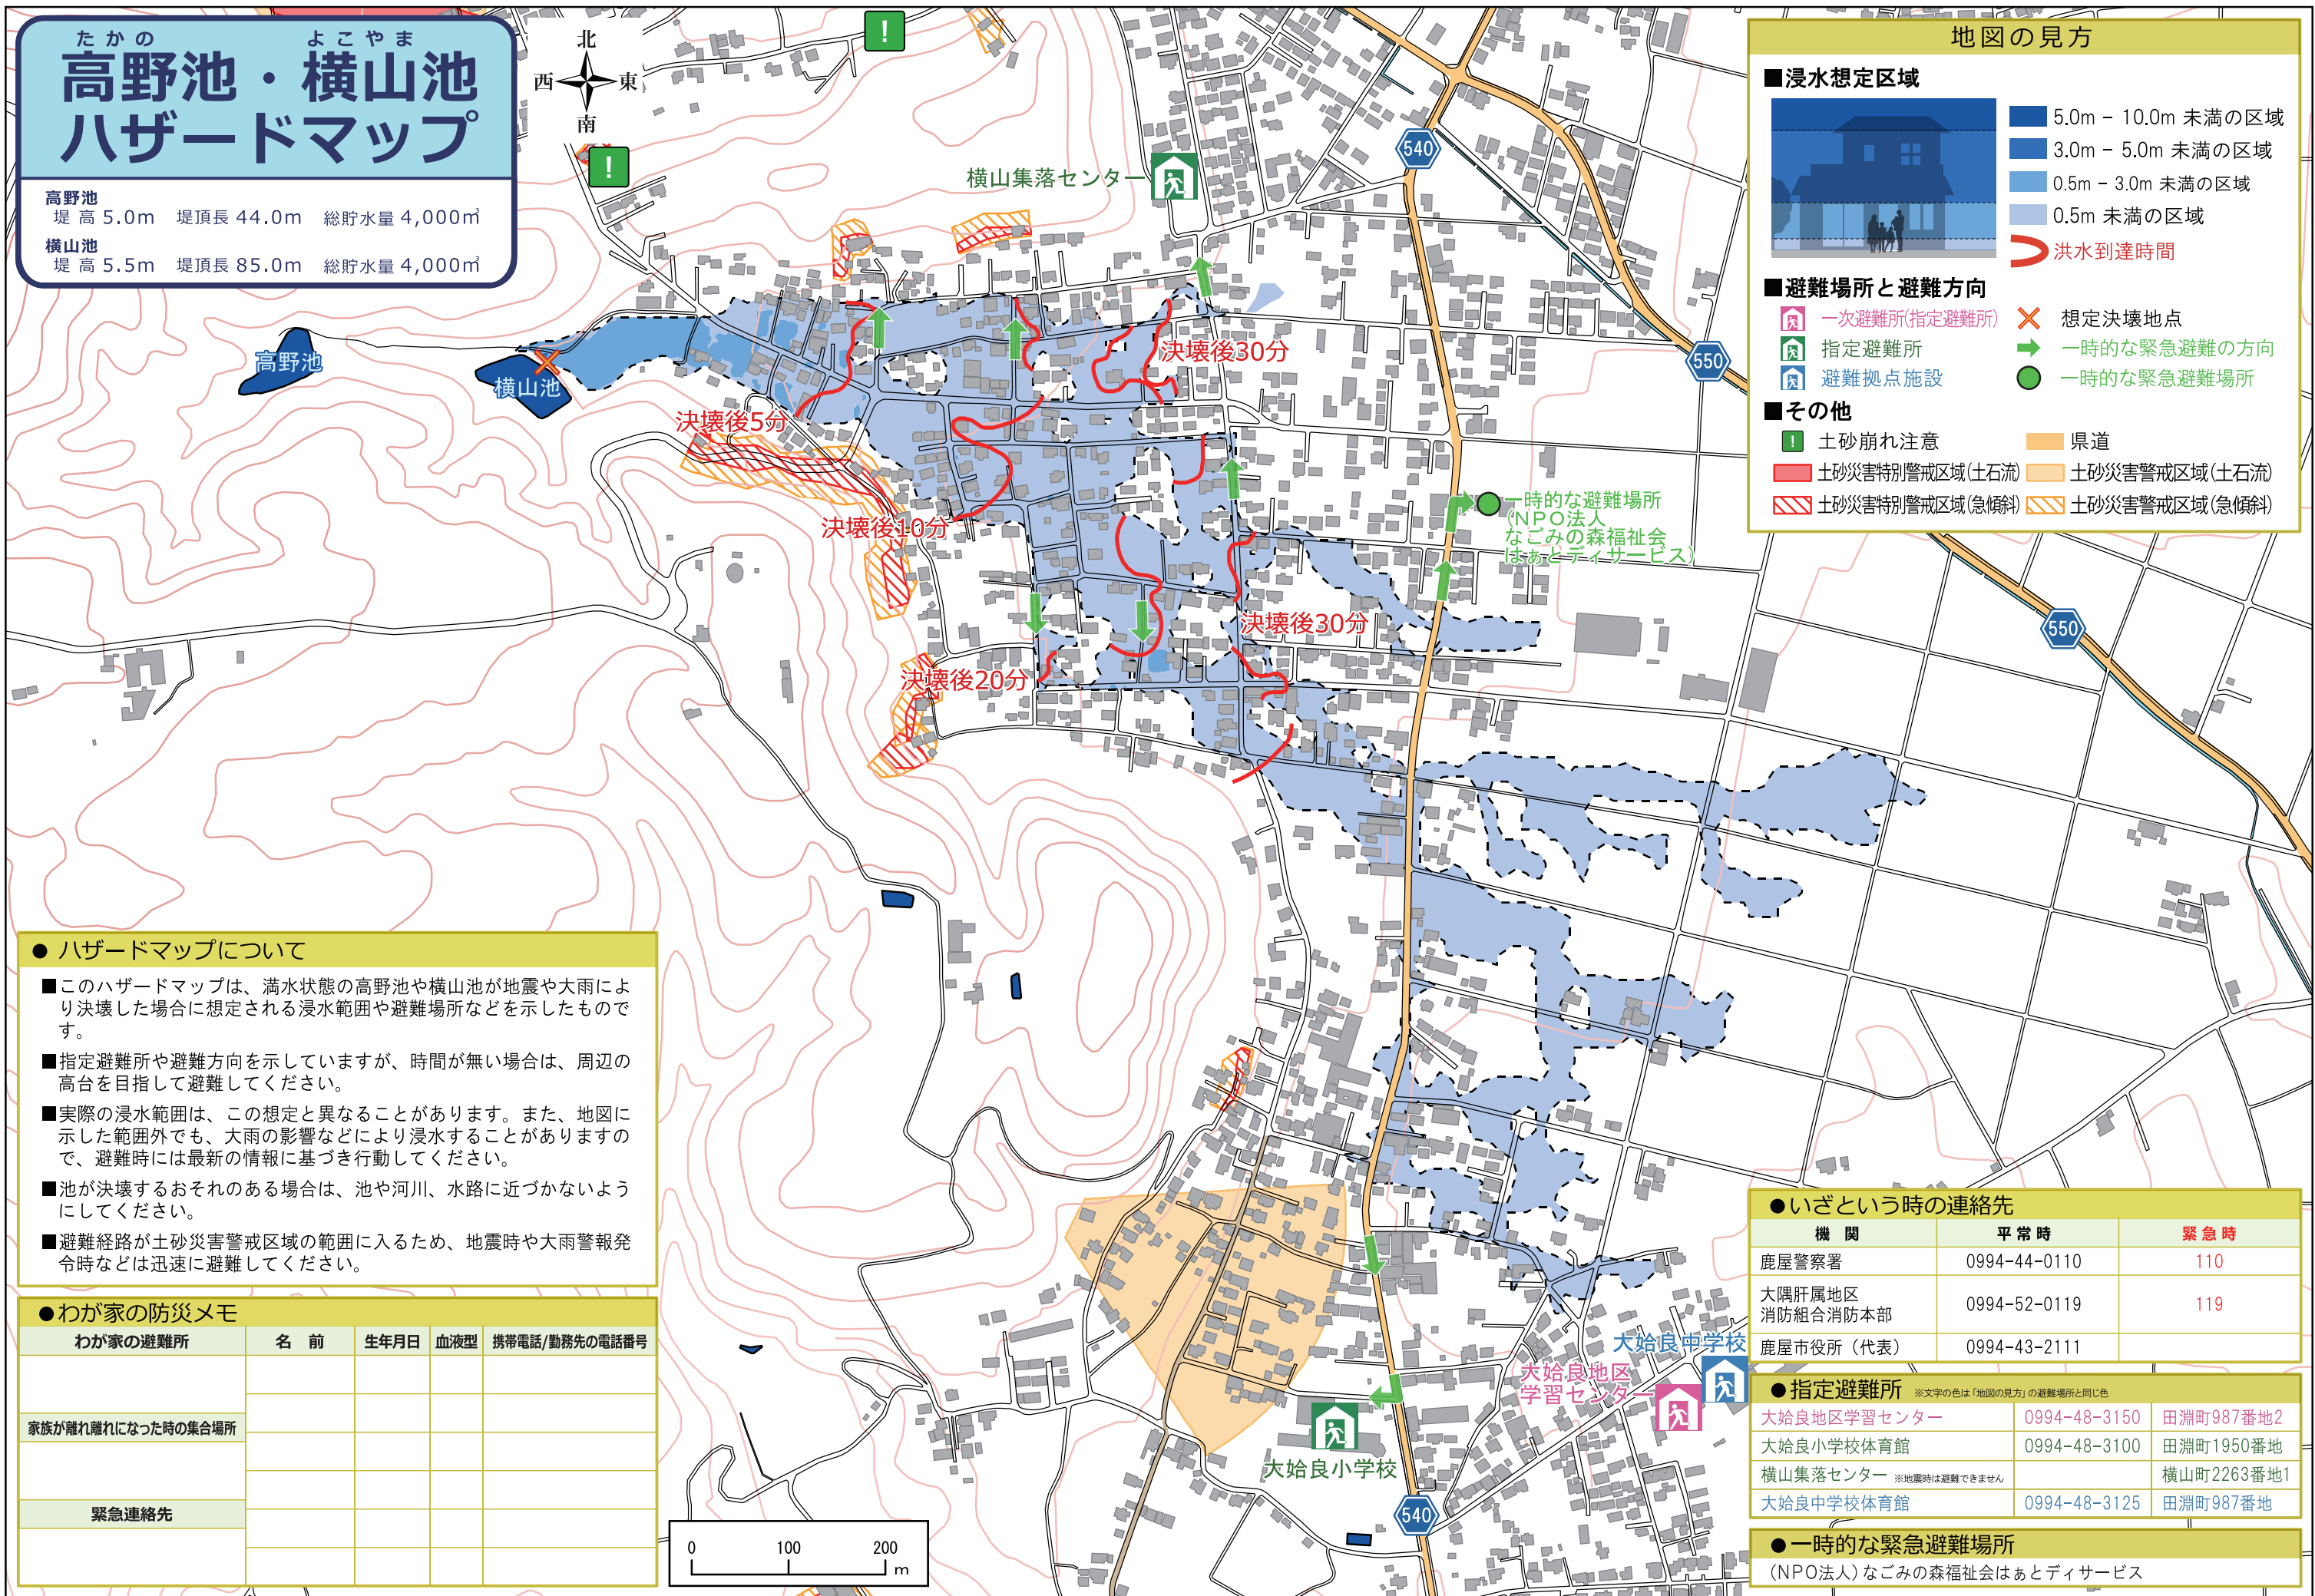 たかの よこやま
高野池・横山池
ハザードマップ
高野池
堤 高 5.0m 堤頂長 44.0m 総貯水量 4,000㎥
横山池
堤 高 5.5m 堤頂長 85.0m 総貯水量 4,000㎥
北
西 東
南
!
!
横山集落センター
540
550
550
540
高野池
横山池
決壊後5分
決壊後10分
決壊後20分
決壊後30分
決壊後30分
一時的な避難場所
(NPO法人
なごみの森福祉会
はぁとデイサービス)
大姶良中学校
大姶良地区
学習センター
大姶良小学校
0 100 200
m
地図の見方
■浸水想定区域
5.0m - 10.0m 未満の区域
3.0m - 5.0m 未満の区域
0.5m - 3.0m 未満の区域
0.5m 未満の区域
洪水到達時間
■避難場所と避難方向
一次避難所(指定避難所) 想定決壊地点
指定避難所 一時的な緊急避難の方向
避難拠点施設 一時的な緊急避難場所
■その他
! 土砂崩れ注意 県道
土砂災害特別警戒区域(土石流) 土砂災害警戒区域(土石流)
土砂災害特別警戒区域(急傾斜) 土砂災害警戒区域(急傾斜)
● ハザードマップについて
■このハザードマップは、満水状態の高野池や横山池が地震や大雨によ
り決壊した場合に想定される浸水範囲や避難場所などを示したもので
す。
■指定避難所や避難方向を示していますが、時間が無い場合は、周辺の
高台を目指して避難してください。
■実際の浸水範囲は、この想定と異なることがあります。また、地図に
示した範囲外でも、大雨の影響などにより浸水することがありますの
で、避難時には最新の情報に基づき行動してください。
■池が決壊するおそれのある場合は、池や河川、水路に近づかないよう
にしてください。
■避難経路が土砂災害警戒区域の範囲に入るため、地震時や大雨警報発
令時などは迅速に避難してください。
●わが家の防災メモ
わが家の避難所 名 前 生年月日 血液型 携帯電話/勤務先の電話番号
家族が離れ離れになった時の集合場所
緊急連絡先
●いざという時の連絡先
機 関 平常時 緊急時
鹿屋警察署 0994-44-0110 110
大隅肝属地区
消防組合消防本部 0994-52-0119 119
鹿屋市役所（代表） 0994-43-2111
●指定避難所 ※文字の色は「地図の見方」の避難場所と同じ色
大姶良地区学習センター 0994-48-3150 田淵町987番地2
大姶良小学校体育館 0994-48-3100 田淵町1950番地
横山集落センター ※地震時は避難できません 横山町2263番地1
大姶良中学校体育館 0994-48-3125 田淵町987番地
●一時的な緊急避難場所
(NPO法人)なごみの森福祉会はぁとデイサービス